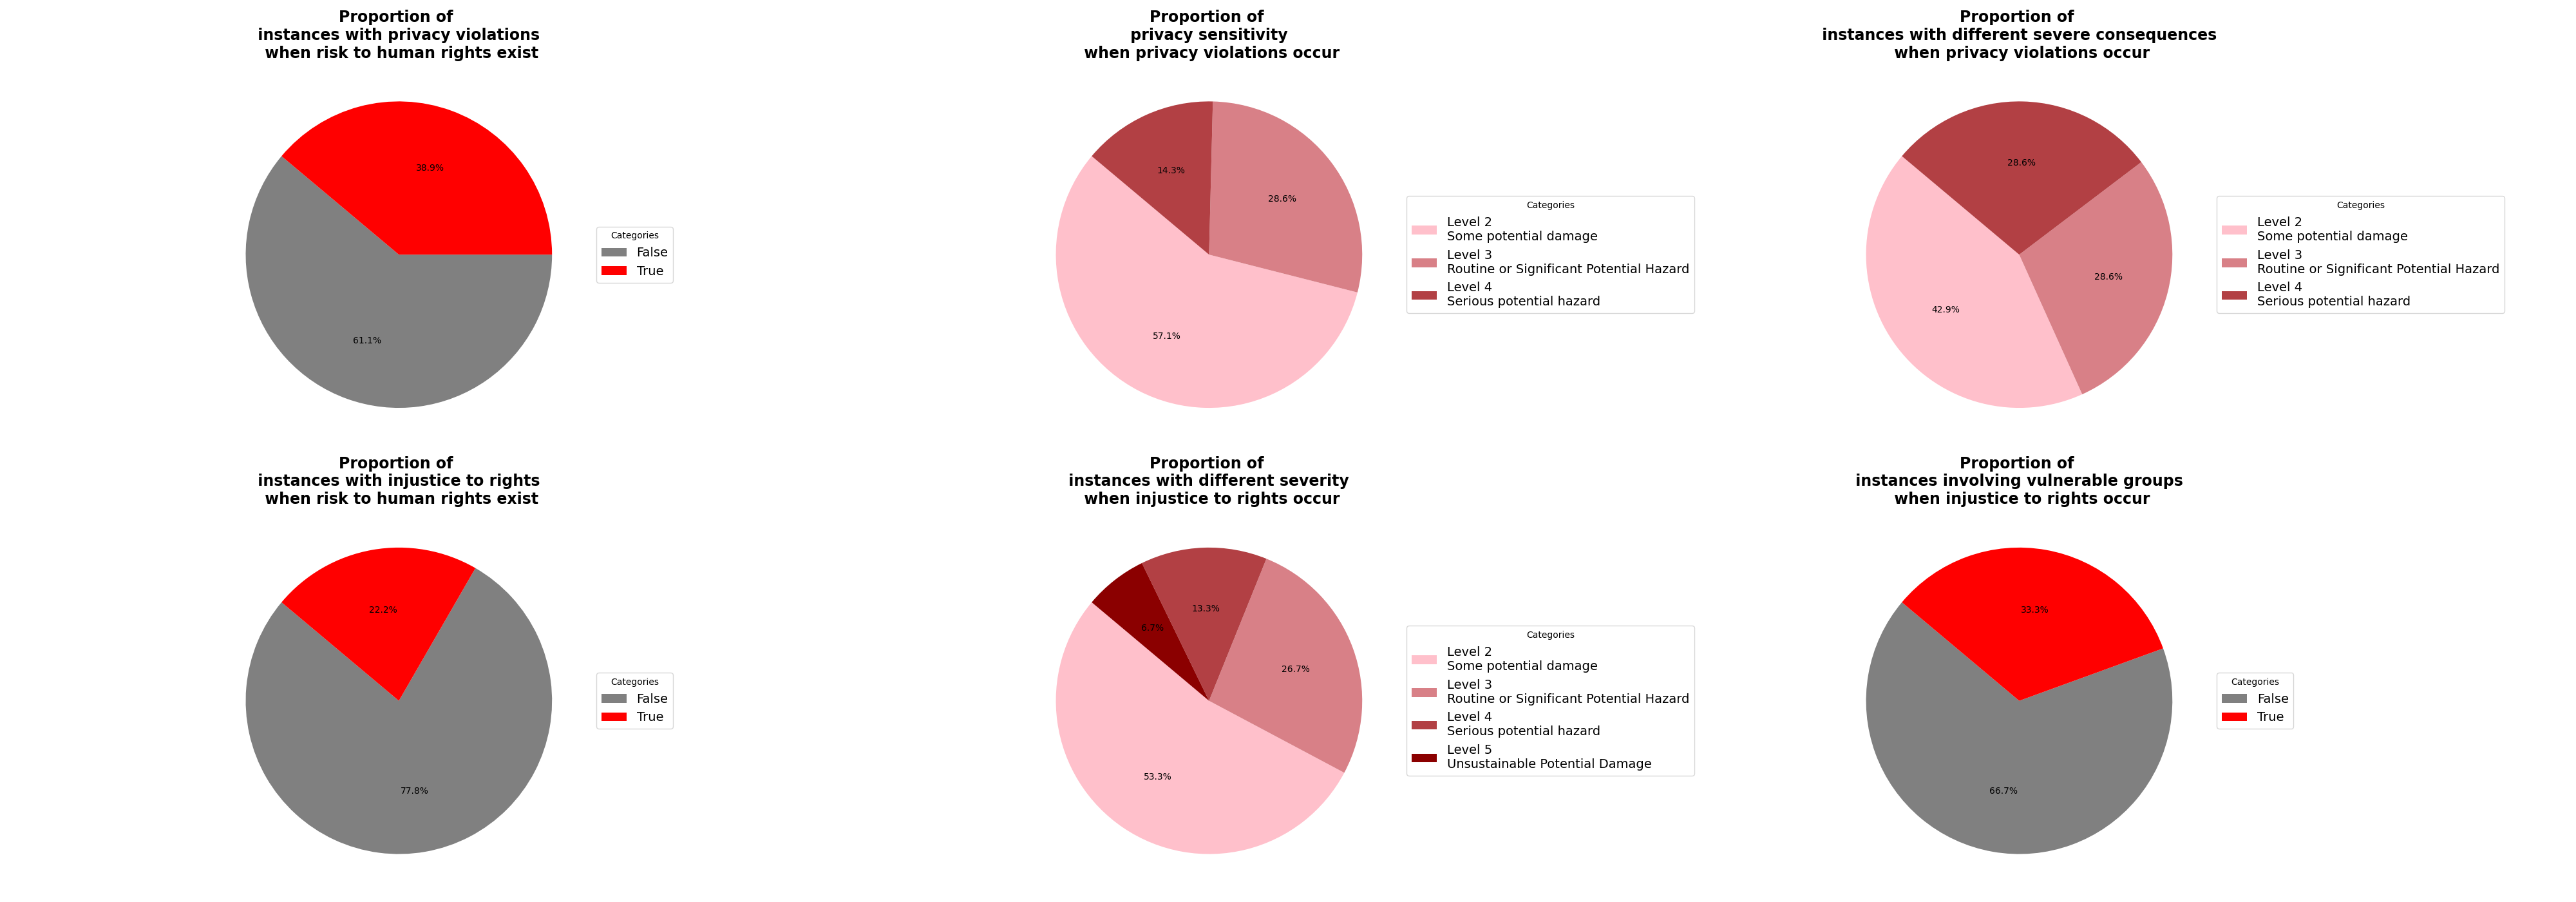 Proportion of
instances with privacy violations
when risk to human rights exist
38.9%
61.1%
Categories
False
True
Proportion of
privacy sensitivity
when privacy violations occur
14.3%
28.6%
57.1%
Categories
Level 2
Some potential damage
Level 3
Routine or Significant Potential Hazard
Level 4
Serious potential hazard
Proportion of
instances with different severe consequences
when privacy violations occur
28.6%
28.6%
42.9%
Categories
Level 2
Some potential damage
Level 3
Routine or Significant Potential Hazard
Level 4
Serious potential hazard
Proportion of
instances with injustice to rights
when risk to human rights exist
22.2%
77.8%
Categories
False
True
Proportion of
instances with different severity
when injustice to rights occur
13.3%
6.7%
26.7%
53.3%
Categories
Level 2
Some potential damage
Level 3
Routine or Significant Potential Hazard
Level 4
Serious potential hazard
Level 5
Unsustainable Potential Damage
Proportion of
instances involving vulnerable groups
when injustice to rights occur
33.3%
66.7%
Categories
False
True